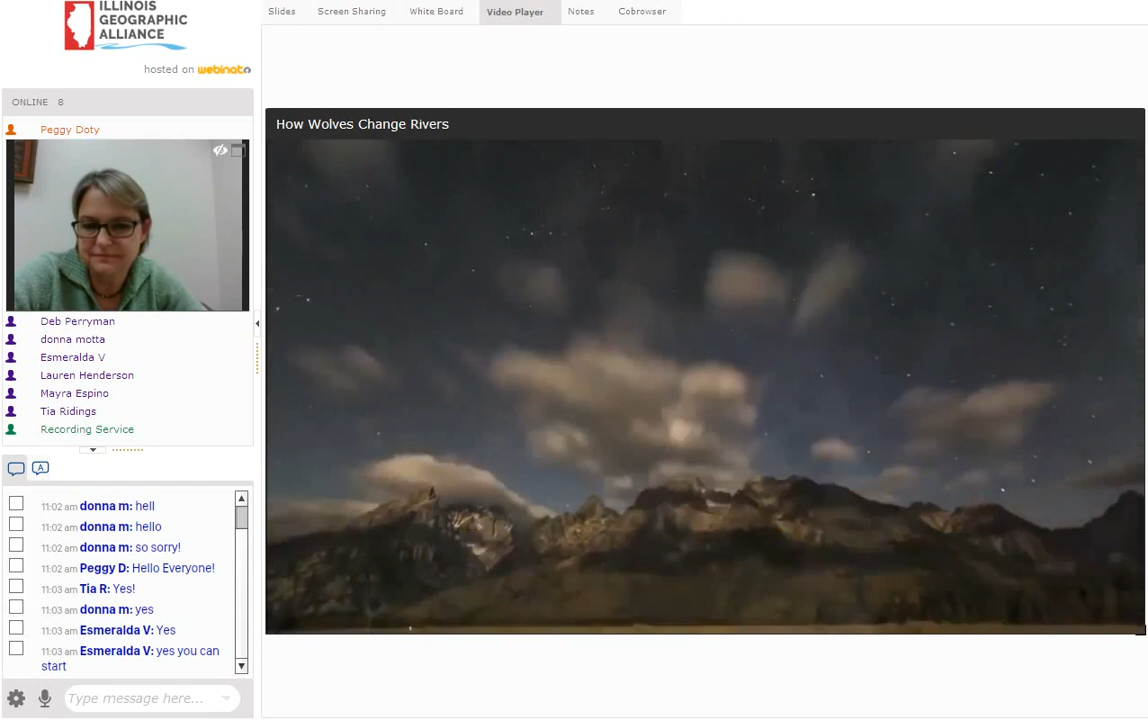 ILLINOIS
GEOGRAPHIC
ALLIANCE
hosted on webinato
Slides Screen Sharing White Board Video Player Notes Cobrowser
ONLINE 8
Peggy Doty
Deb Perryman
donna motta
Esmeralda V
Lauren Henderson
Mayra Espino
Tia Ridings
Recording Service
A
11:02 am donna m: hell
11:02 am donna m: hello
11:02 am donna m: so sorry!
11:02 am Peggy D: Hello Everyone!
11:03 am Tia R: Yes!
11:03 am donna m: yes
11:03 am Esmeralda V: Yes
11:03 am Esmeralda V: yes you can
start
Type message here...
How Wolves Change Rivers